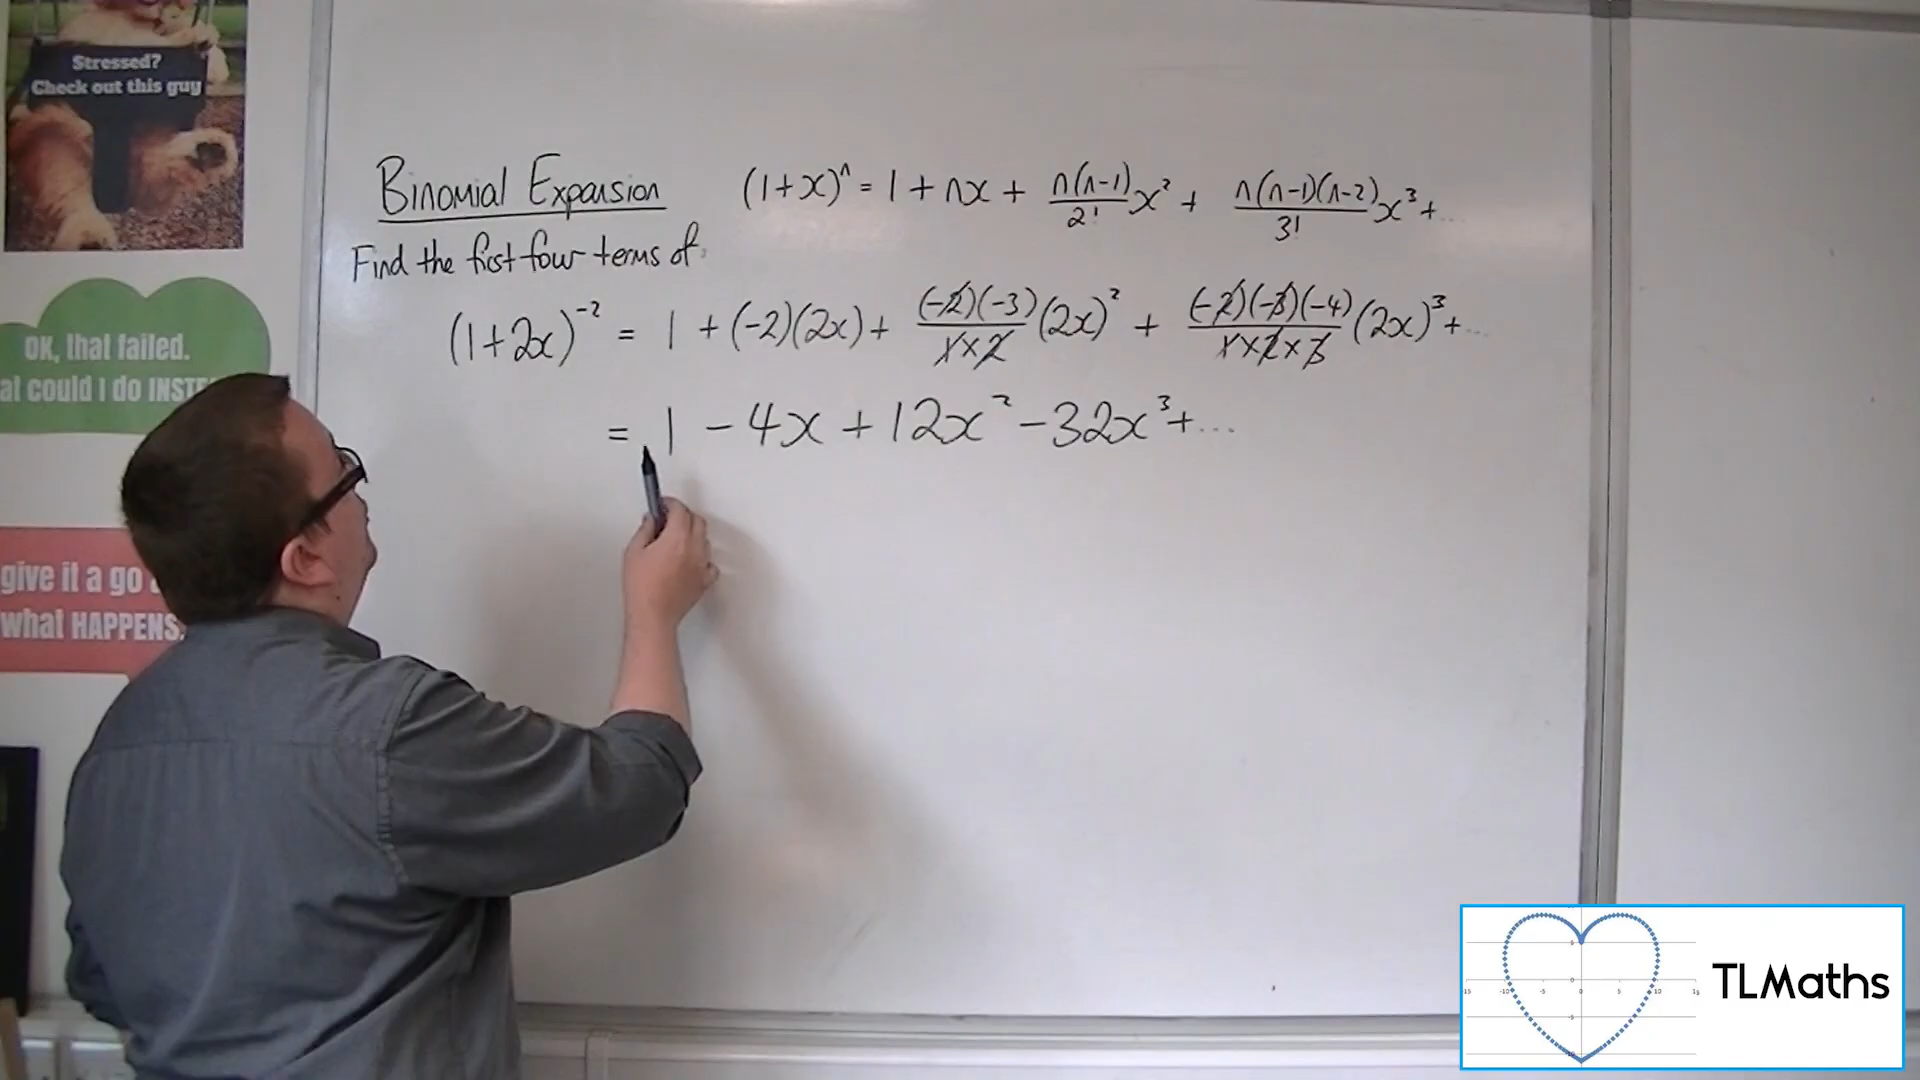 Stressed?
Check out this guy
OK, that failed.
at could I do INSTE
give it a go
what HAPPENS.
Binomial Expansion (1+x)^n = 1 + nx + n(n-1)/2! x² + n(n-1)(n-2)/3! x³ + ...
Find the first four terms of:
(1+2x)^-2 = 1 + (-2)(2x) + (-2)(-3)/1×2 (2x)² + (-2)(-3)(-4)/1×2×3 (2x)³ + ...
= 1 - 4x + 12x² - 32x³ + ...
TLMaths